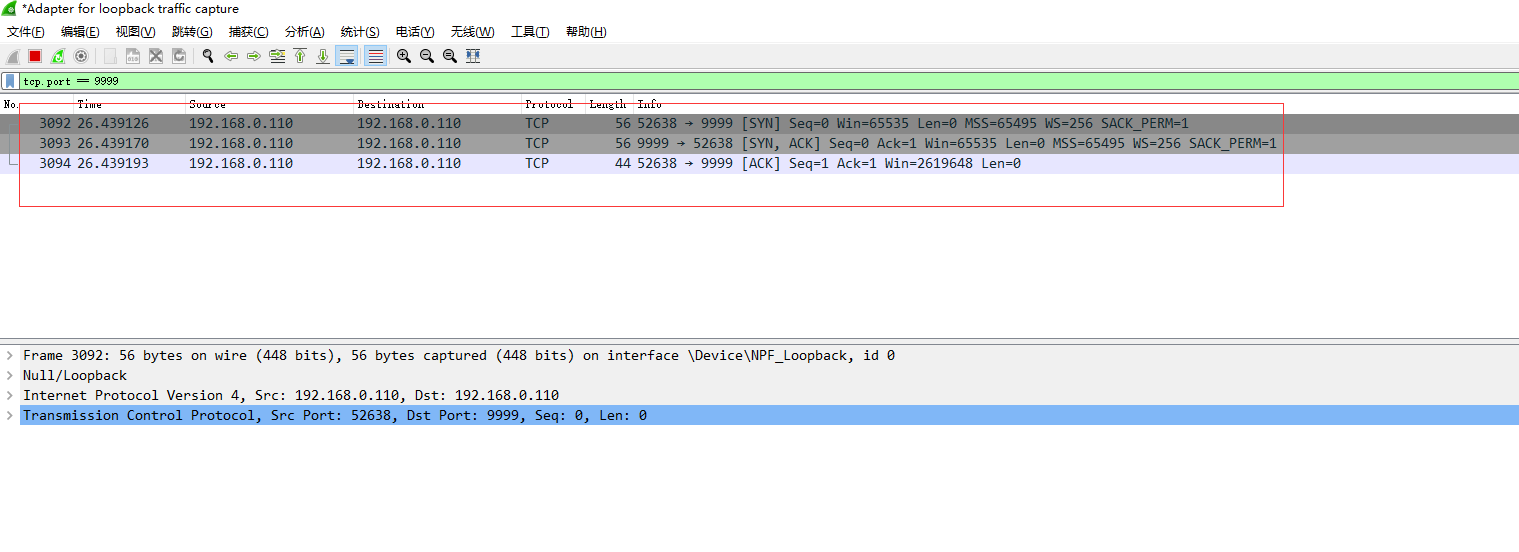 *Adapter for loopback traffic capture
文件(F) 编辑(E) 视图(V) 跳转(G) 捕获(C) 分析(A) 统计(S) 电话(Y) 无线(W) 工具(T) 帮助(H)
tcp.port == 9999
No. Time Source Destination Protocol Length Info
3092 26.439126 192.168.0.110 192.168.0.110 TCP 56 52638 → 9999 [SYN] Seq=0 Win=65535 Len=0 MSS=65495 WS=256 SACK_PERM=1
3093 26.439170 192.168.0.110 192.168.0.110 TCP 56 9999 → 52638 [SYN, ACK] Seq=0 Ack=1 Win=65535 Len=0 MSS=65495 WS=256 SACK_PERM=1
3094 26.439193 192.168.0.110 192.168.0.110 TCP 44 52638 → 9999 [ACK] Seq=1 Ack=1 Win=2619648 Len=0
Frame 3092: 56 bytes on wire (448 bits), 56 bytes captured (448 bits) on interface \Device\NPF_Loopback, id 0
Null/Loopback
Internet Protocol Version 4, Src: 192.168.0.110, Dst: 192.168.0.110
Transmission Control Protocol, Src Port: 52638, Dst Port: 9999, Seq: 0, Len: 0